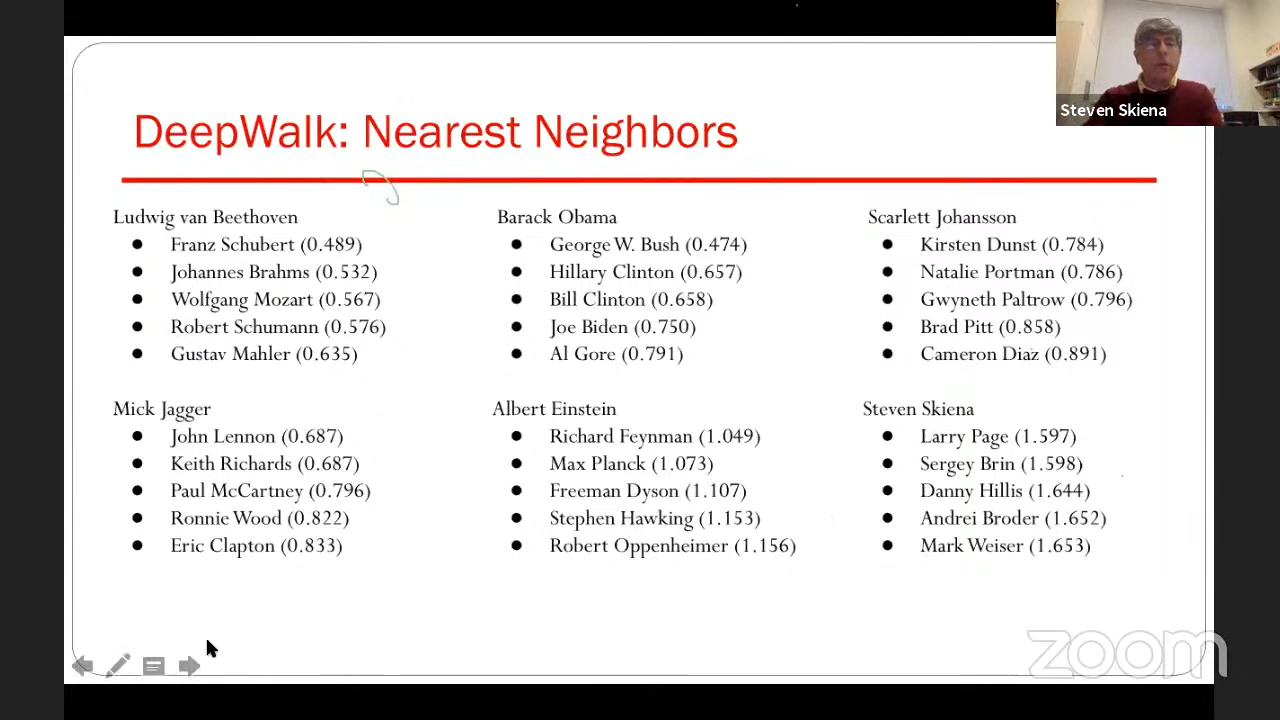 DeepWalk: Nearest Neighbors
Steven Skiena
Ludwig van Beethoven
● Franz Schubert (0.489)
● Johannes Brahms (0.532)
● Wolfgang Mozart (0.567)
● Robert Schumann (0.576)
● Gustav Mahler (0.635)
Barack Obama
● George W. Bush (0.474)
● Hillary Clinton (0.657)
● Bill Clinton (0.658)
● Joe Biden (0.750)
● Al Gore (0.791)
Scarlett Johansson
● Kirsten Dunst (0.784)
● Natalie Portman (0.786)
● Gwyneth Paltrow (0.796)
● Brad Pitt (0.858)
● Cameron Diaz (0.891)
Mick Jagger
● John Lennon (0.687)
● Keith Richards (0.687)
● Paul McCartney (0.796)
● Ronnie Wood (0.822)
● Eric Clapton (0.833)
Albert Einstein
● Richard Feynman (1.049)
● Max Planck (1.073)
● Freeman Dyson (1.107)
● Stephen Hawking (1.153)
● Robert Oppenheimer (1.156)
Steven Skiena
● Larry Page (1.597)
● Sergey Brin (1.598)
● Danny Hillis (1.644)
● Andrei Broder (1.652)
● Mark Weiser (1.653)
zoom